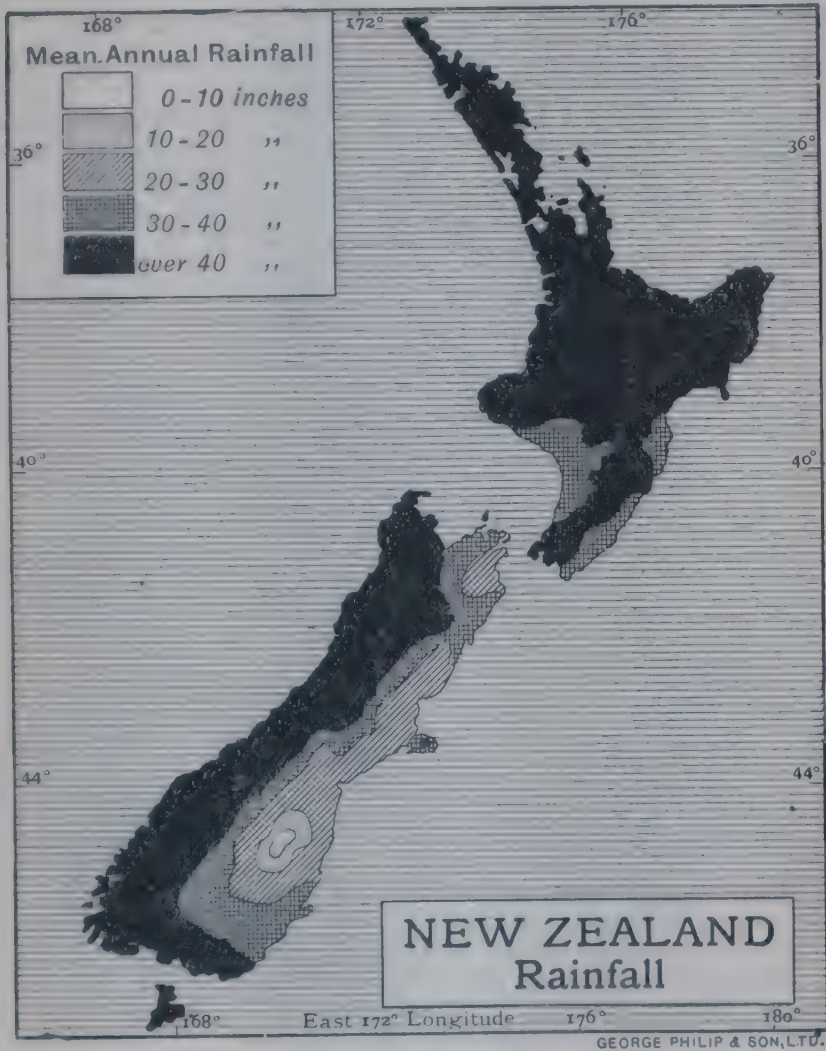 168° 172° 176°
Mean Annual Rainfall
0-10 inches
10-20 ,,
20-30 ,,
30-40 ,,
over 40 ,,
36° 36°
40° 40°
44° 44°
NEW ZEALAND
Rainfall
168° East 172° Longitude 176° 180°
GEORGE PHILIP & SON, LTD.